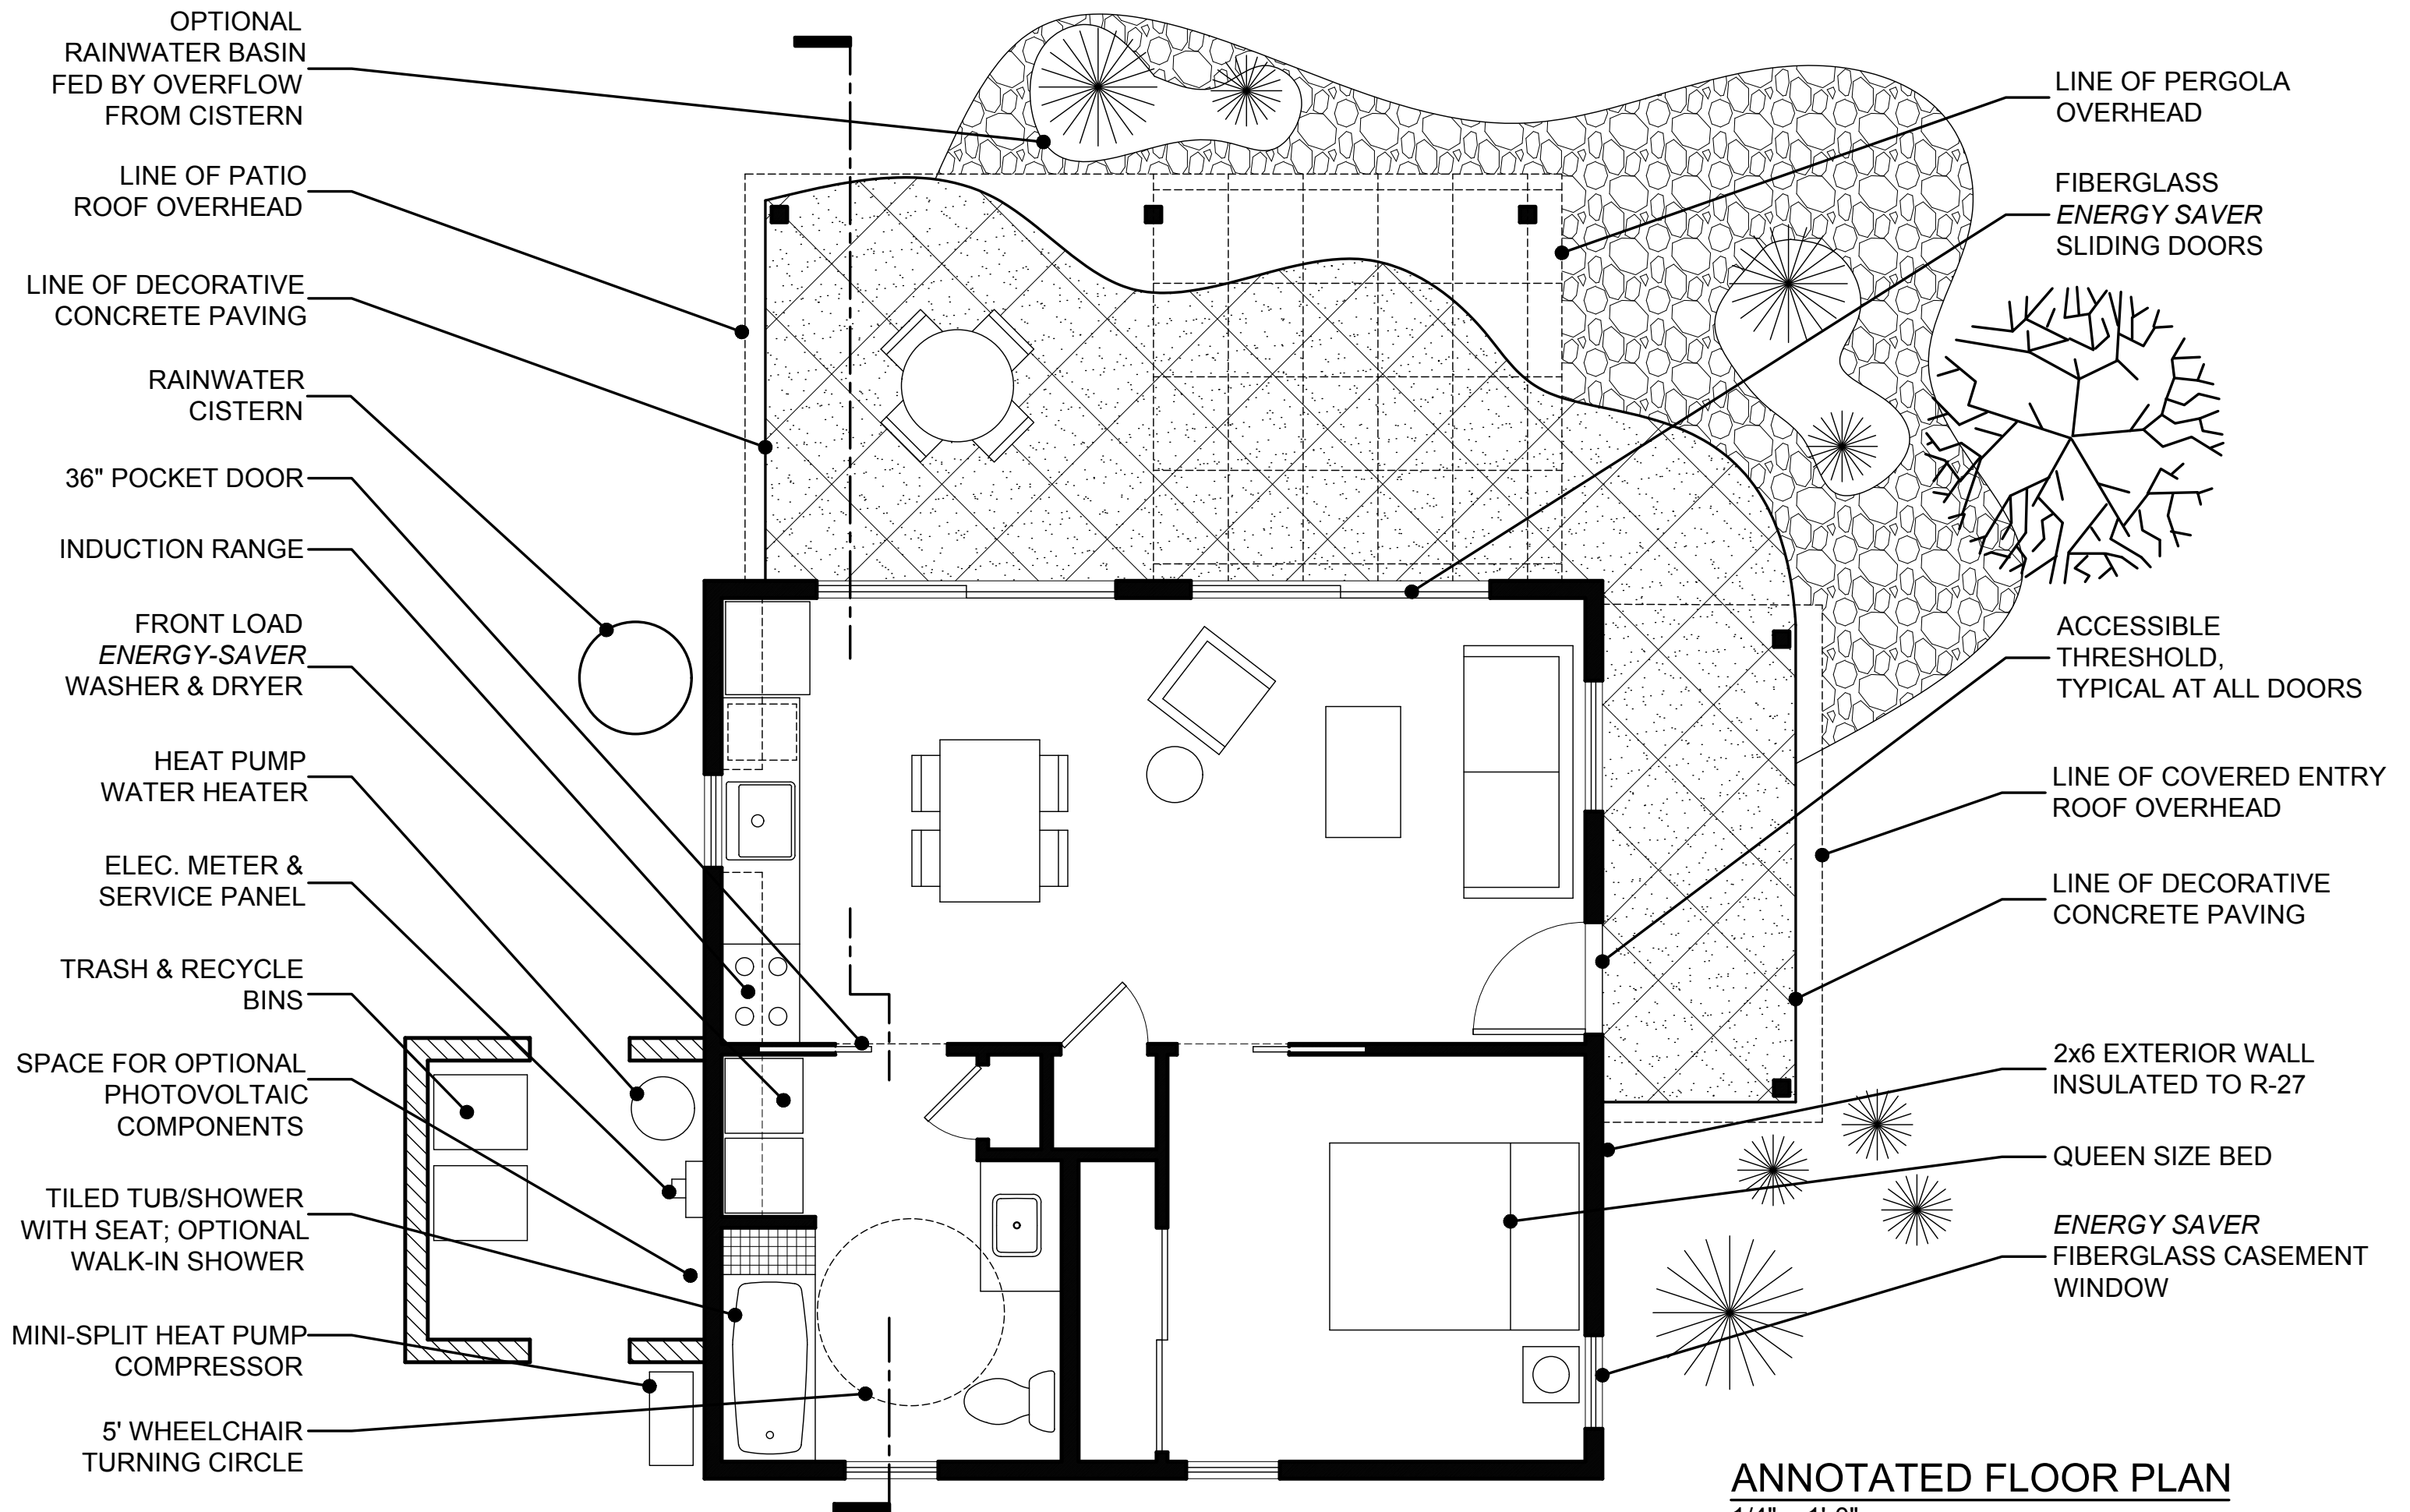 OPTIONAL
RAINWATER BASIN
FED BY OVERFLOW
FROM CISTERN
LINE OF PATIO
ROOF OVERHEAD
LINE OF DECORATIVE
CONCRETE PAVING
RAINWATER
CISTERN
36" POCKET DOOR
INDUCTION RANGE
FRONT LOAD
ENERGY-SAVER
WASHER & DRYER
HEAT PUMP
WATER HEATER
ELEC. METER &
SERVICE PANEL
TRASH & RECYCLE
BINS
SPACE FOR OPTIONAL
PHOTOVOLTAIC
COMPONENTS
TILED TUB/SHOWER
WITH SEAT; OPTIONAL
WALK-IN SHOWER
MINI-SPLIT HEAT PUMP
COMPRESSOR
5' WHEELCHAIR
TURNING CIRCLE
LINE OF PERGOLA
OVERHEAD
FIBERGLASS
ENERGY SAVER
SLIDING DOORS
ACCESSIBLE
THRESHOLD,
TYPICAL AT ALL DOORS
LINE OF COVERED ENTRY
ROOF OVERHEAD
LINE OF DECORATIVE
CONCRETE PAVING
2x6 EXTERIOR WALL
INSULATED TO R-27
QUEEN SIZE BED
ENERGY SAVER
FIBERGLASS CASEMENT
WINDOW
ANNOTATED FLOOR PLAN